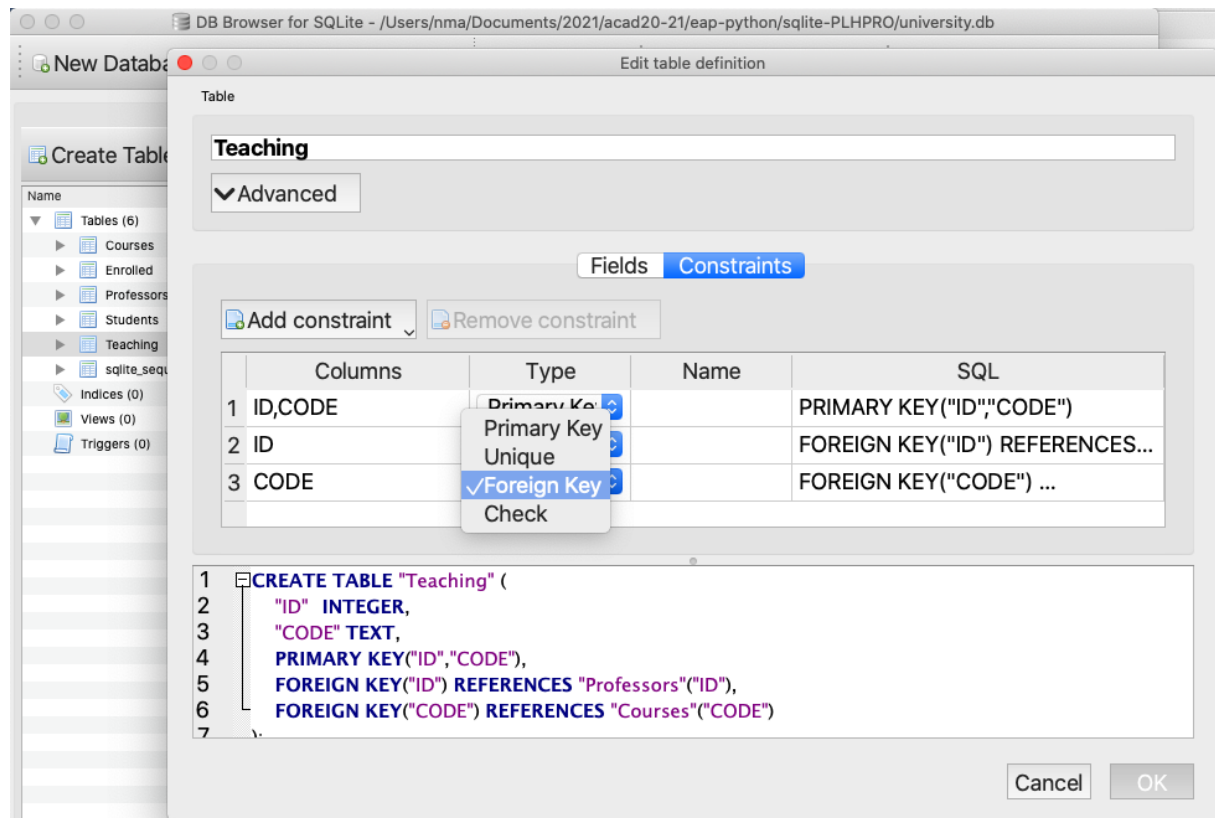 DB Browser for SQLite - /Users/nma/Documents/2021/acad20-21/eap-python/sqlite-PLHPRO/university.db
New Databa
Edit table definition
Table
Teaching
Advanced
Create Table
Name
Tables (6)
Courses
Enrolled
Professors
Students
Teaching
sqlite_sequ
Indices (0)
Views (0)
Triggers (0)
Fields Constraints
Add constraint Remove constraint
Columns Type Name SQL
1 ID,CODE Primary Ke PRIMARY KEY("ID","CODE")
2 ID FOREIGN KEY("ID") REFERENCES...
3 CODE FOREIGN KEY("CODE") ...
Primary Key
Unique
✓Foreign Key
Check
1 CREATE TABLE "Teaching" (
2 "ID" INTEGER,
3 "CODE" TEXT,
4 PRIMARY KEY("ID","CODE"),
5 FOREIGN KEY("ID") REFERENCES "Professors"("ID"),
6 FOREIGN KEY("CODE") REFERENCES "Courses"("CODE")
7 );
Cancel OK